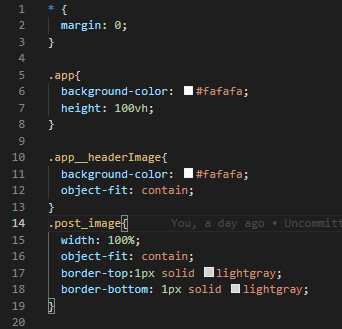 1 * {
2 margin: 0;
3 }
4
5 .app{
6 background-color: #fafafa;
7 height: 100vh;
8 }
9
10 .app__headerImage{
11 background-color: #fafafa;
12 object-fit: contain;
13 }
14 .post_image{ You, a day ago • Uncommitt
15 width: 100%;
16 object-fit: contain;
17 border-top:1px solid lightgray;
18 border-bottom: 1px solid lightgray;
19 }
20